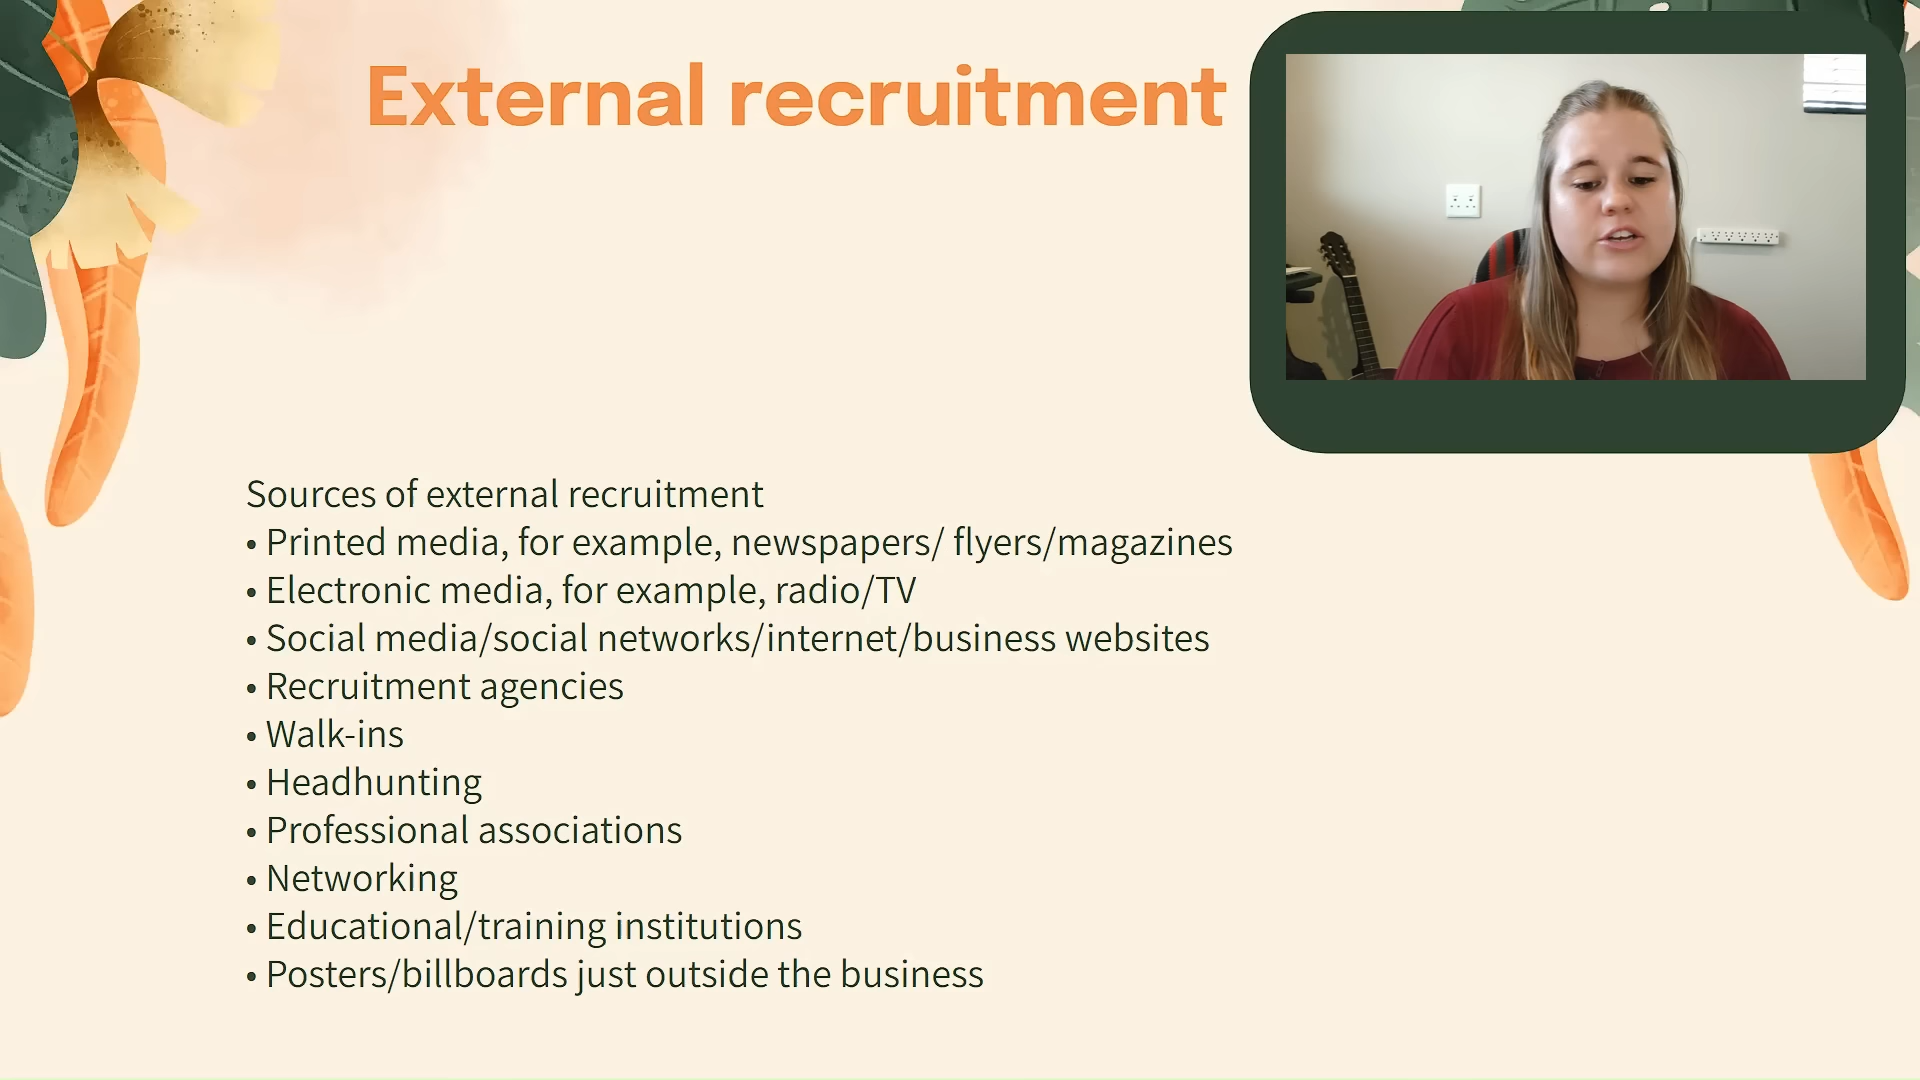 External recruitment
Sources of external recruitment
• Printed media, for example, newspapers/ flyers/magazines
• Electronic media, for example, radio/TV
• Social media/social networks/internet/business websites
• Recruitment agencies
• Walk-ins
• Headhunting
• Professional associations
• Networking
• Educational/training institutions
• Posters/billboards just outside the business